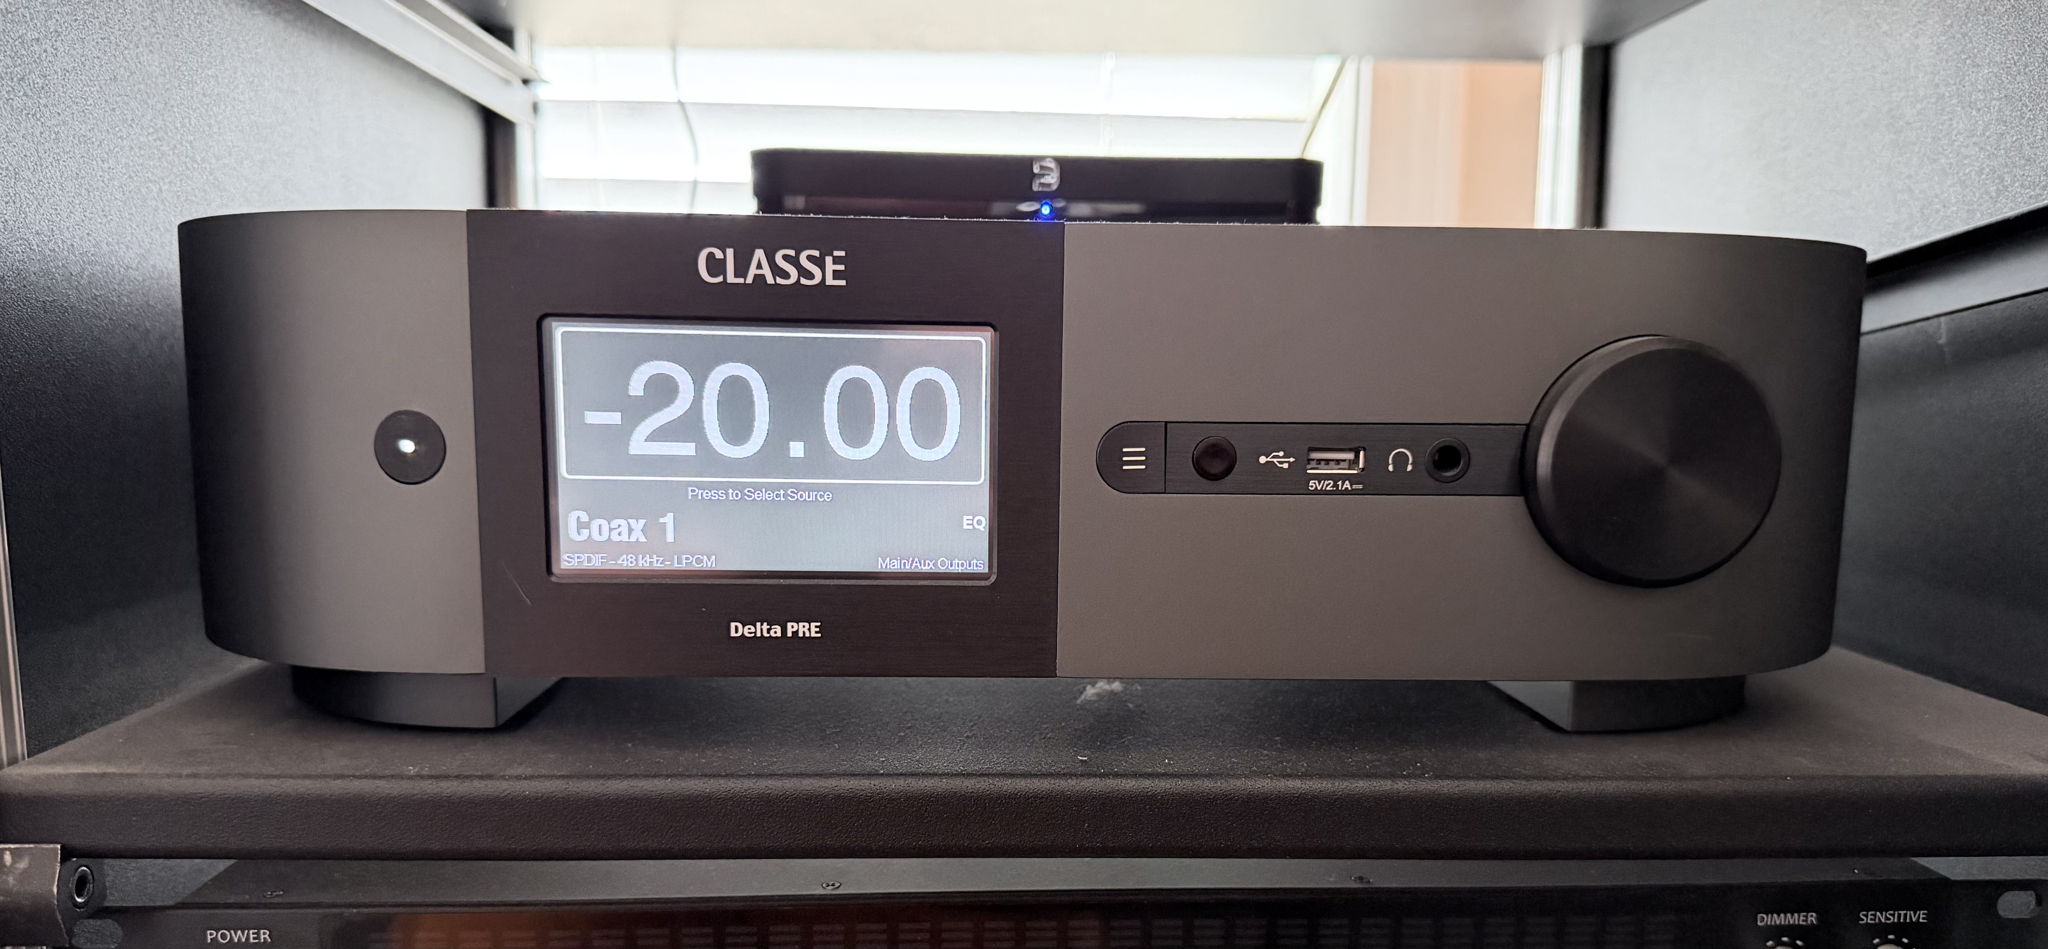 CLASSÉ
-20.00
Press to Select Source
Coax 1
EQ
SPDIF - 48 kHz - LPCM
Main/Aux Outputs
5V/2.1A
Delta PRE
POWER
DIMMER
SENSITIVE